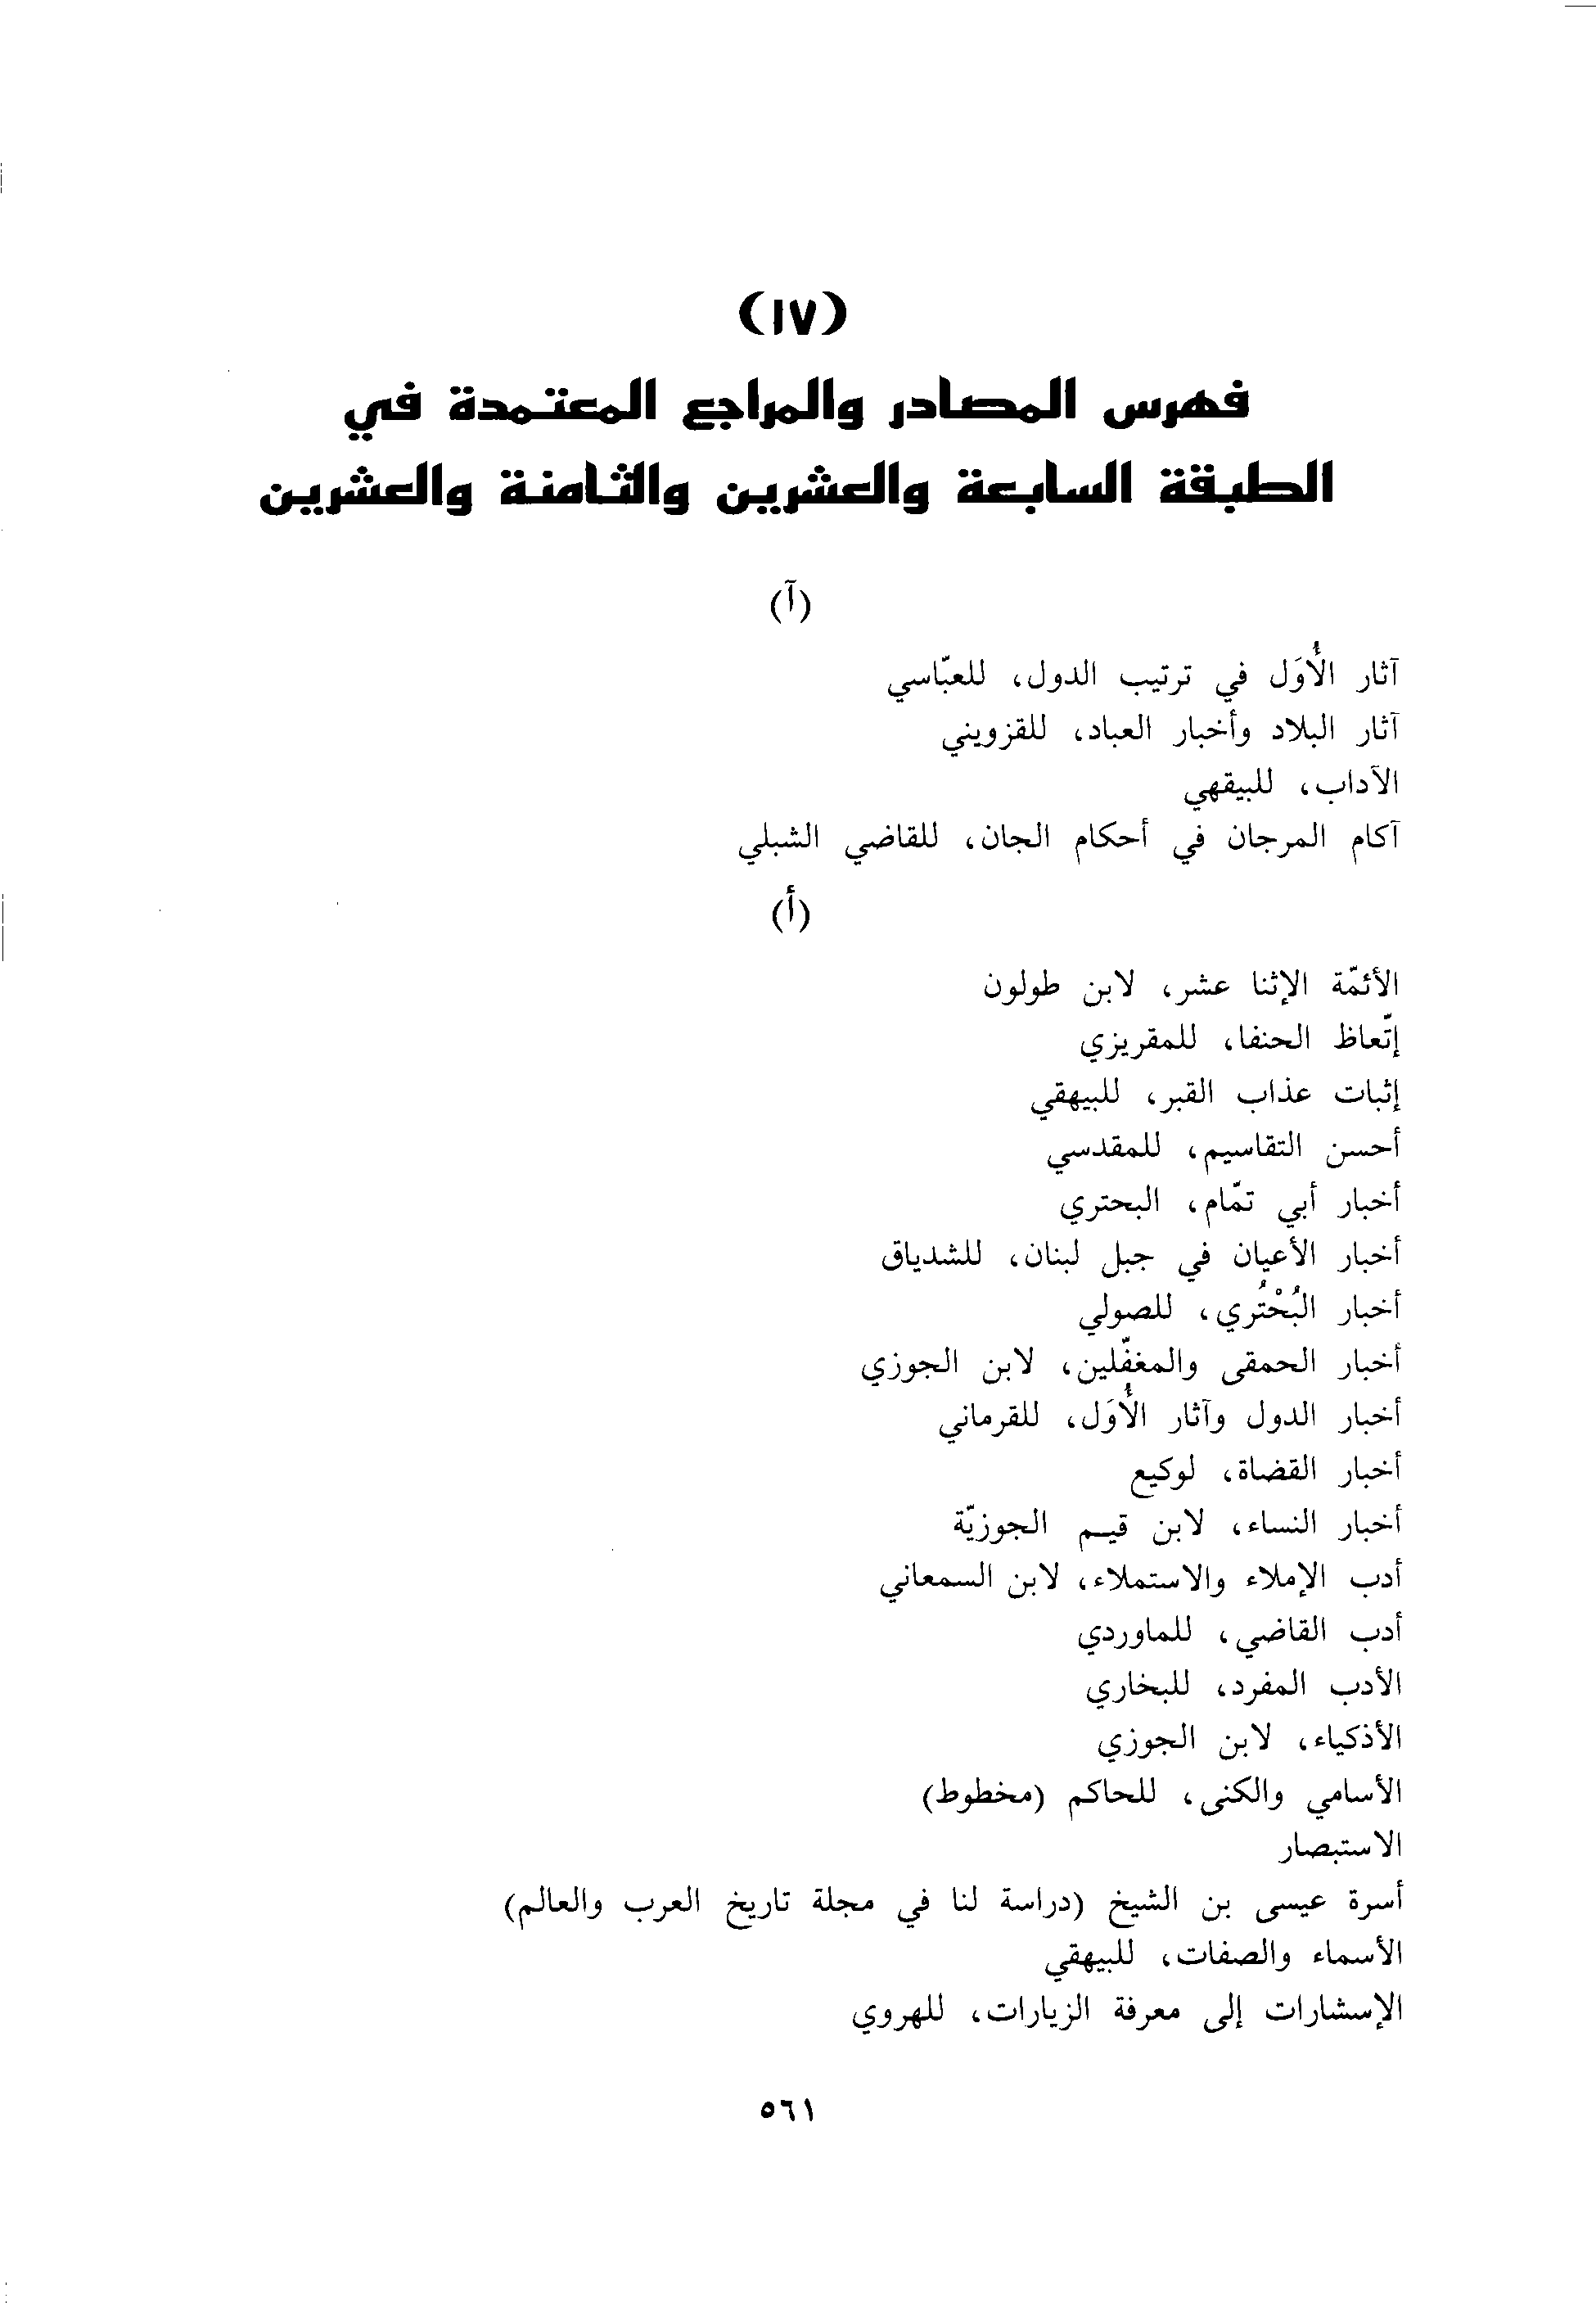 (١٧)
فهرس المصادر والمراجع المعتمدة في
الطبقة السابعة والعشرين والثامنة والعشرين
(آ)
آثار الأُوَل في ترتيب الدول، للعبّاسي
آثار البلاد وأخبار العباد، للقزويني
الآداب، للبيقهي
آكام المرجان في أحكام الجان، للقاضي الشبلي
(أ)
الأئمّة الإثنا عشر، لابن طولون
إتّعاظ الحنفا، للمقريزي
إثبات عذاب القبر، للبيهقي
أحسن التقاسيم، للمقدسي
أخبار أبي تمّام، البحتري
أخبار الأعيان في جبل لبنان، للشدياق
أخبار البُحْتُري، للصولي
أخبار الحمقى والمغفّلين، لابن الجوزي
أخبار الدول وآثار الأُوَل، للقرماني
أخبار القضاة، لوكيع
أخبار النساء، لابن قيم الجوزيّة
أدب الإملاء والاستملاء، لابن السمعاني
أدب القاضي، للماوردي
الأدب المفرد، للبخاري
الأذكياء، لابن الجوزي
الأسامي والكنى، للحاكم (مخطوط)
الاستبصار
أسرة عيسى بن الشيخ (دراسة لنا في مجلة تاريخ العرب والعالم)
الأسماء والصفات، للبيهقي
الإسشارات إلى معرفة الزيارات، للهروي
٥٦١